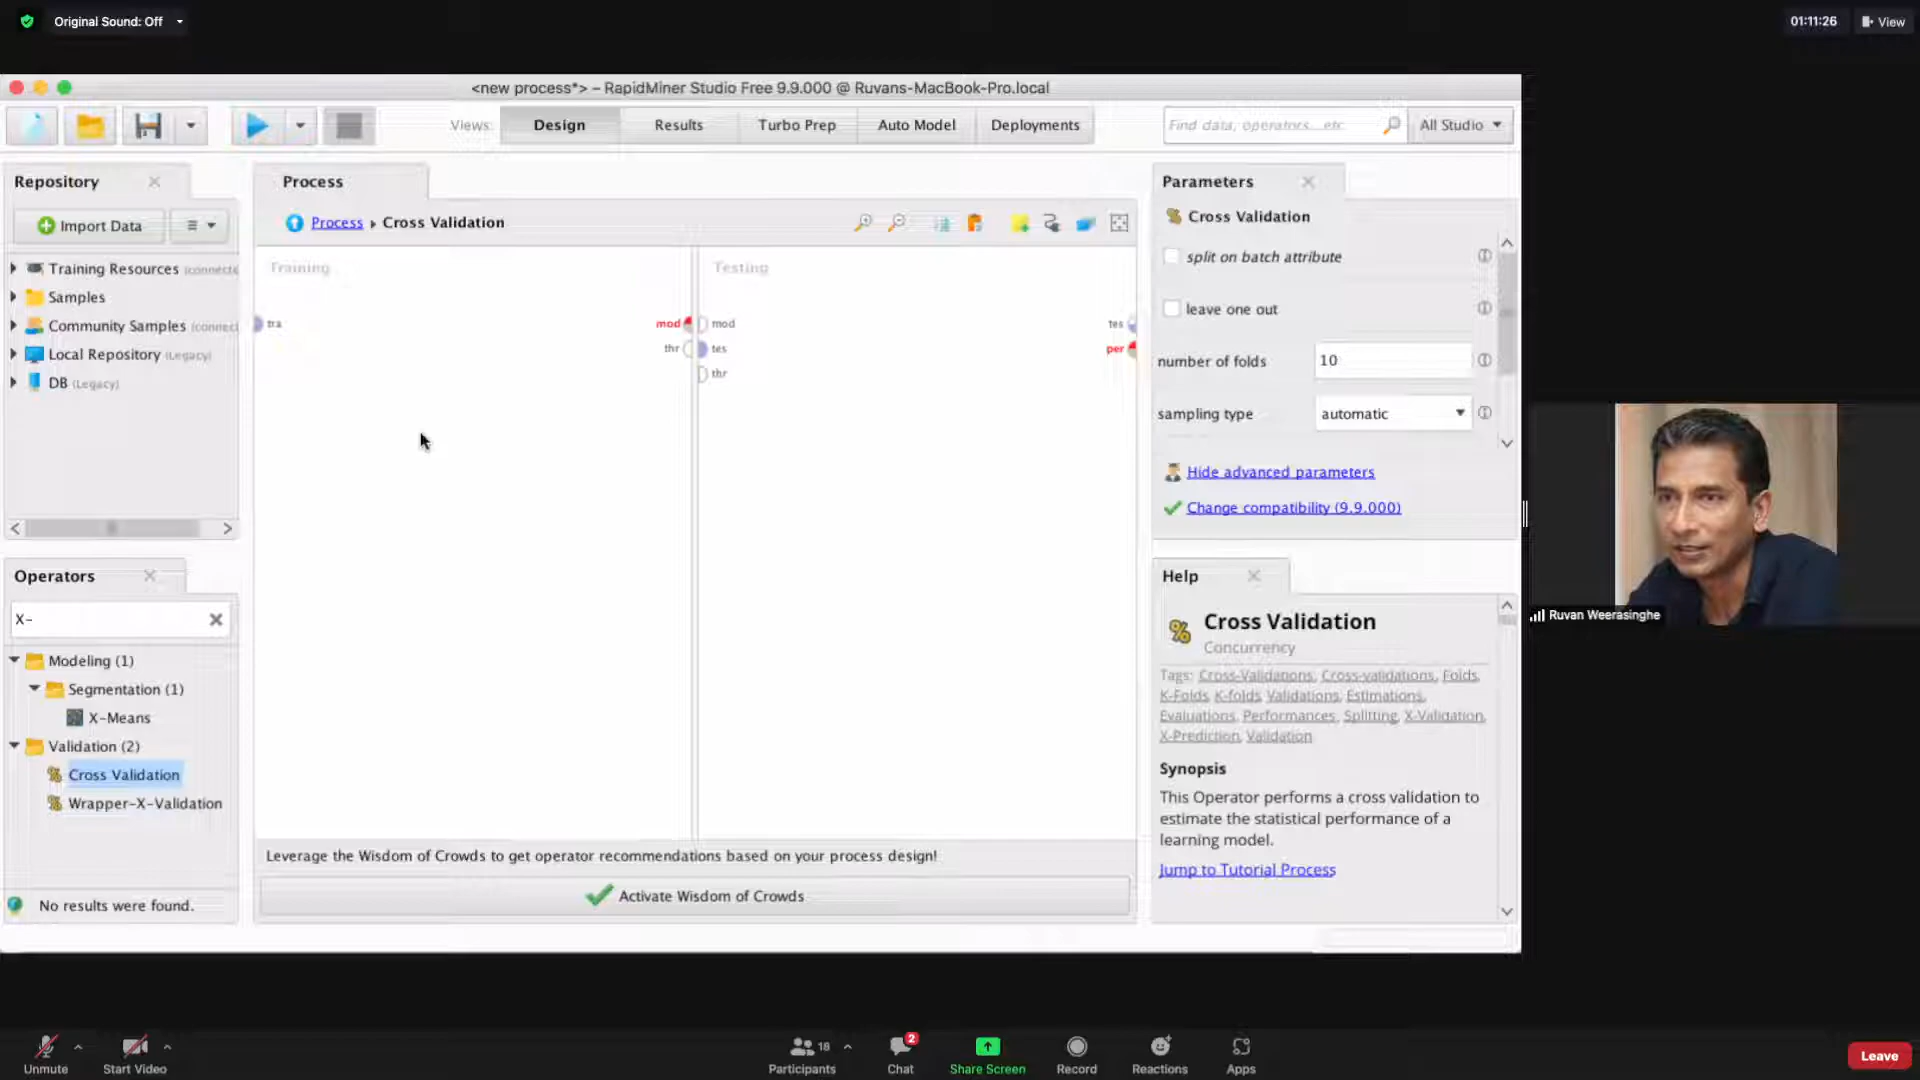 Original Sound: Off
01:11:26
View
<new process*> – RapidMiner Studio Free 9.9.000 @ Ruvans-MacBook-Pro.local
Views:
Design
Results
Turbo Prep
Auto Model
Deployments
Find data, operators...etc
All Studio
Repository
Import Data
Training Resources (connecte
Samples
Community Samples (connect
Local Repository (Legacy)
DB (Legacy)
Operators
X-
Modeling (1)
Segmentation (1)
X-Means
Validation (2)
Cross Validation
Wrapper-X-Validation
No results were found.
Process
Process
Cross Validation
Training
Testing
tra
mod
thr
mod
tes
thr
tes
per
Leverage the Wisdom of Crowds to get operator recommendations based on your process design!
Activate Wisdom of Crowds
Parameters
Cross Validation
split on batch attribute
leave one out
number of folds
10
sampling type
automatic
Hide advanced parameters
Change compatibility (9.9.000)
Help
Cross Validation
Concurrency
Tags: Cross-Validations, Cross-validations, Folds,
K-Folds, K-folds, Validations, Estimations,
Evaluations, Performances, Splitting, X-Validation,
X-Prediction, Validation
Synopsis
This Operator performs a cross validation to
estimate the statistical performance of a
learning model.
Jump to Tutorial Process
Ruvan Weerasinghe
Unmute
Start Video
18
Participants
2
Chat
Share Screen
Record
Reactions
Apps
Leave